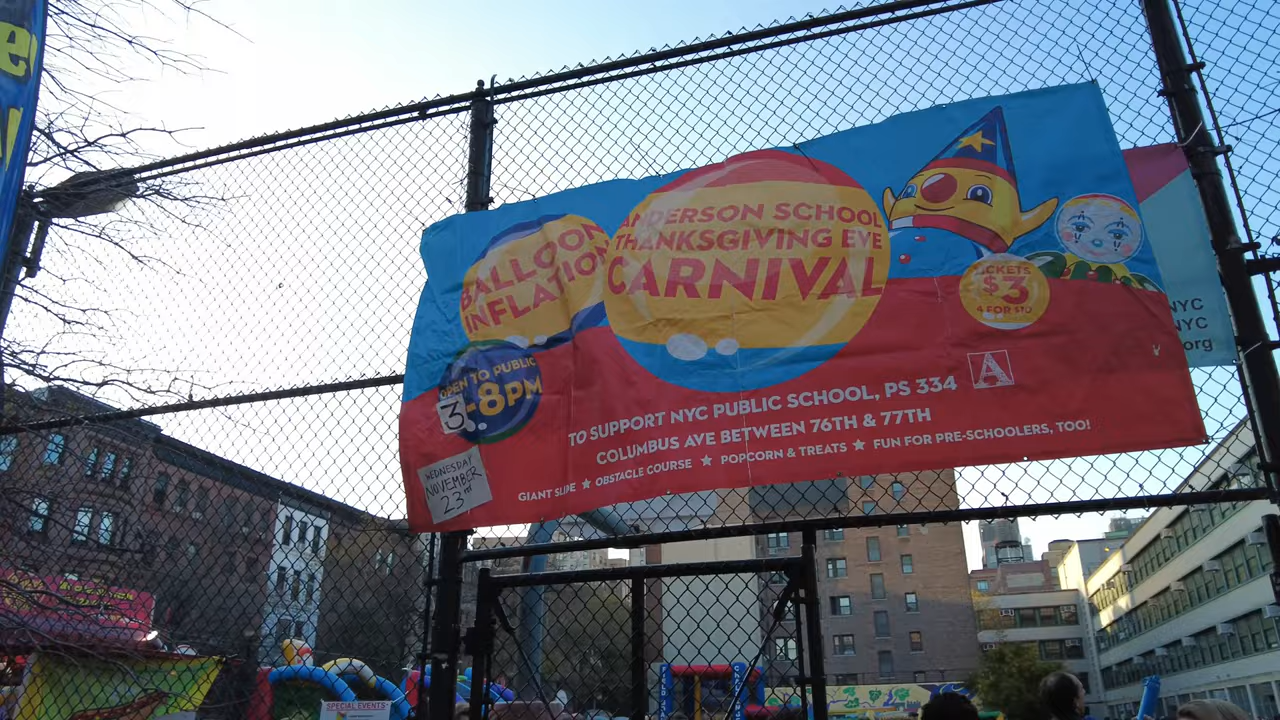 BALLOON
INFLATION
ANDERSON SCHOOL
THANKSGIVING EVE
CARNIVAL
TICKETS
$3
4 FOR $10
OPEN TO PUBLIC
3-8PM
WEDNESDAY
NOVEMBER
23rd
A
TO SUPPORT NYC PUBLIC SCHOOL, PS 334
COLUMBUS AVE BETWEEN 76TH & 77TH
GIANT SLIDE ★ OBSTACLE COURSE ★ POPCORN & TREATS ★ FUN FOR PRE-SCHOOLERS, TOO!
NYC
NYC
org
SPECIAL EVENTS